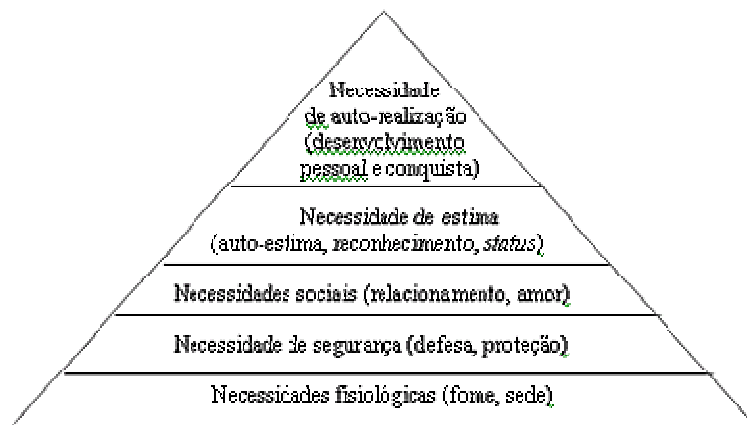 Necessidade
de auto-realização
(desenvolvimento
pessoal e conquista)
Necessidade de estima
(auto-estima, reconhecimento, status)
Necessidades sociais (relacionamento, amor)
Necessidade de segurança (defesa, proteção)
Necessidades fisiológicas (fome, sede)